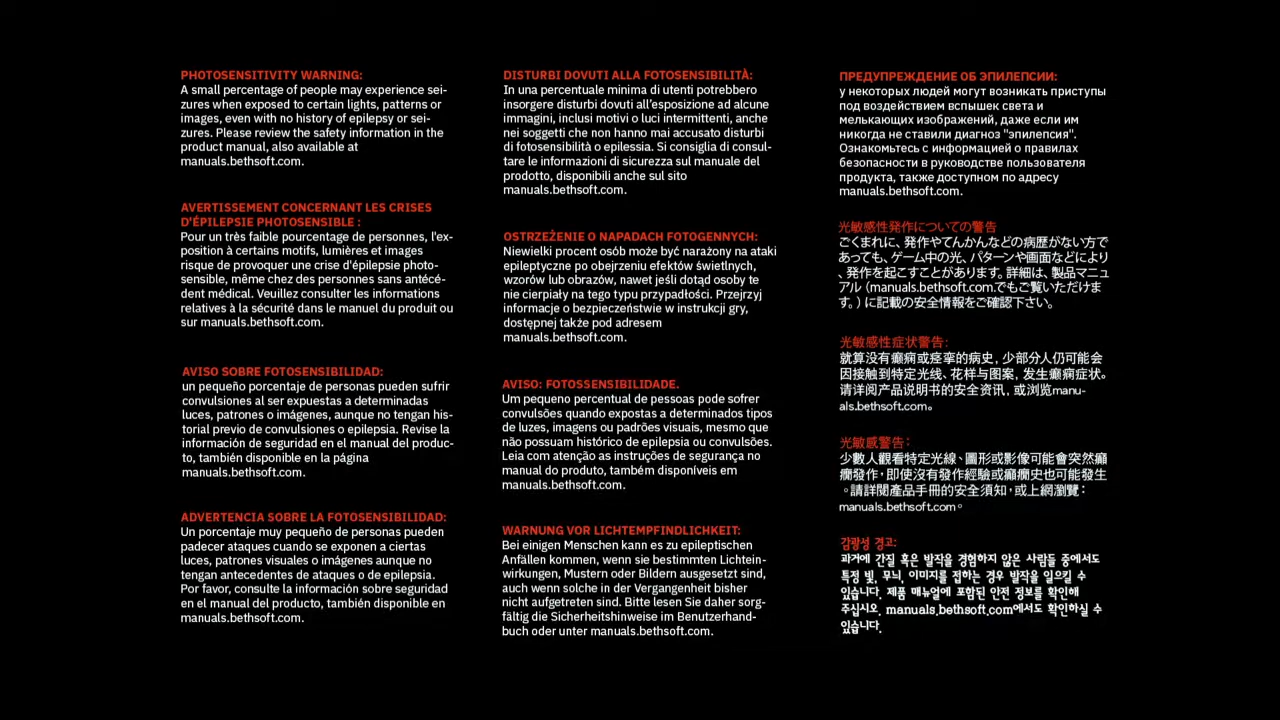 PHOTOSENSITIVITY WARNING:
A small percentage of people may experience sei-
zures when exposed to certain lights, patterns or
images, even with no history of epilepsy or sei-
zures. Please review the safety information in the
product manual, also available at
manuals.bethsoft.com.
AVERTISSEMENT CONCERNANT LES CRISES
D'ÉPILEPSIE PHOTOSENSIBLE :
Pour un très faible pourcentage de personnes, l'ex-
position à certains motifs, lumières et images
risque de provoquer une crise d'épilepsie photo-
sensible, même chez des personnes sans antécé-
dent médical. Veuillez consulter les informations
relatives à la sécurité dans le manuel du produit ou
sur manuals.bethsoft.com.
AVISO SOBRE FOTOSENSIBILIDAD:
un pequeño porcentaje de personas pueden sufrir
convulsiones al ser expuestas a determinadas
luces, patrones o imágenes, aunque no tengan his-
torial previo de convulsiones o epilepsia. Revise la
información de seguridad en el manual del produc-
to, también disponible en la página
manuals.bethsoft.com.
ADVERTENCIA SOBRE LA FOTOSENSIBILIDAD:
Un porcentaje muy pequeño de personas pueden
padecer ataques cuando se exponen a ciertas
luces, patrones visuales o imágenes aunque no
tengan antecedentes de ataques o de epilepsia.
Por favor, consulte la información sobre seguridad
en el manual del producto, también disponible en
manuals.bethsoft.com.
DISTURBI DOVUTI ALLA FOTOSENSIBILITÀ:
In una percentuale minima di utenti potrebbero
insorgere disturbi dovuti all'esposizione ad alcune
immagini, inclusi motivi o luci intermittenti, anche
nei soggetti che non hanno mai accusato disturbi
di fotosensibilità o epilessia. Si consiglia di consul-
tare le informazioni di sicurezza sul manuale del
prodotto, disponibili anche sul sito
manuals.bethsoft.com.
OSTRZEŻENIE O NAPADACH FOTOGENNYCH:
Niewielki procent osób może być narażony na ataki
epileptyczne po obejrzeniu efektów świetlnych,
wzorów lub obrazów, nawet jeśli dotąd osoby te
nie cierpiały na tego typu przypadłości. Przejrzyj
informacje o bezpieczeństwie w instrukcji gry,
dostępnej także pod adresem
manuals.bethsoft.com.
AVISO: FOTOSSENSIBILIDADE.
Um pequeno percentual de pessoas pode sofrer
convulsões quando expostas a determinados tipos
de luzes, imagens ou padrões visuais, mesmo que
não possuam histórico de epilepsia ou convulsões.
Leia com atenção as instruções de segurança no
manual do produto, também disponíveis em
manuals.bethsoft.com.
WARNUNG VOR LICHTEMPFINDLICHKEIT:
Bei einigen Menschen kann es zu epileptischen
Anfällen kommen, wenn sie bestimmten Lichtein-
wirkungen, Mustern oder Bildern ausgesetzt sind,
auch wenn solche in der Vergangenheit bisher
nicht aufgetreten sind. Bitte lesen Sie daher sorg-
fältig die Sicherheitshinweise im Benutzerhand-
buch oder unter manuals.bethsoft.com.
ПРЕДУПРЕЖДЕНИЕ ОБ ЭПИЛЕПСИИ:
у некоторых людей могут возникать приступы
под воздействием вспышек света и
мелькающих изображений, даже если им
никогда не ставили диагноз "эпилепсия".
Ознакомьтесь с информацией о правилах
безопасности в руководстве пользователя
продукта, также доступном по адресу
manuals.bethsoft.com.
光敏感性発作についての警告
ごくまれに、発作やてんかんなどの病歴がない方で
あっても、ゲーム中の光、パターンや画面などにより
、発作を起こすことがあります。詳細は、製品マニュ
アル (manuals.bethsoft.comでもご覧いただけま
す。) に記載の安全情報をご確認下さい。
光敏感性症状警告:
就算没有癫痫或痉挛的病史, 少部分人仍可能会
因接触到特定光线、花样与图案, 发生癫痫症状。
请详阅产品说明书的安全资讯, 或浏览manu-
als.bethsoft.com。
光敏感警告:
少數人觀看特定光線、圖形或影像可能會突然癲
癇發作,即使沒有發作經驗或癲癇史也可能發生
。請詳閱產品手冊的安全須知,或上網瀏覽:
manuals.bethsoft.com。
감광성 경고:
과거에 간질 혹은 발작을 경험하지 않은 사람들 중에서도
특정 빛, 무늬, 이미지를 접하는 경우 발작을 일으킬 수
있습니다. 제품 매뉴얼에 포함된 안전 정보를 확인해
주십시오. manuals.bethsoft.com에서도 확인하실 수
있습니다.